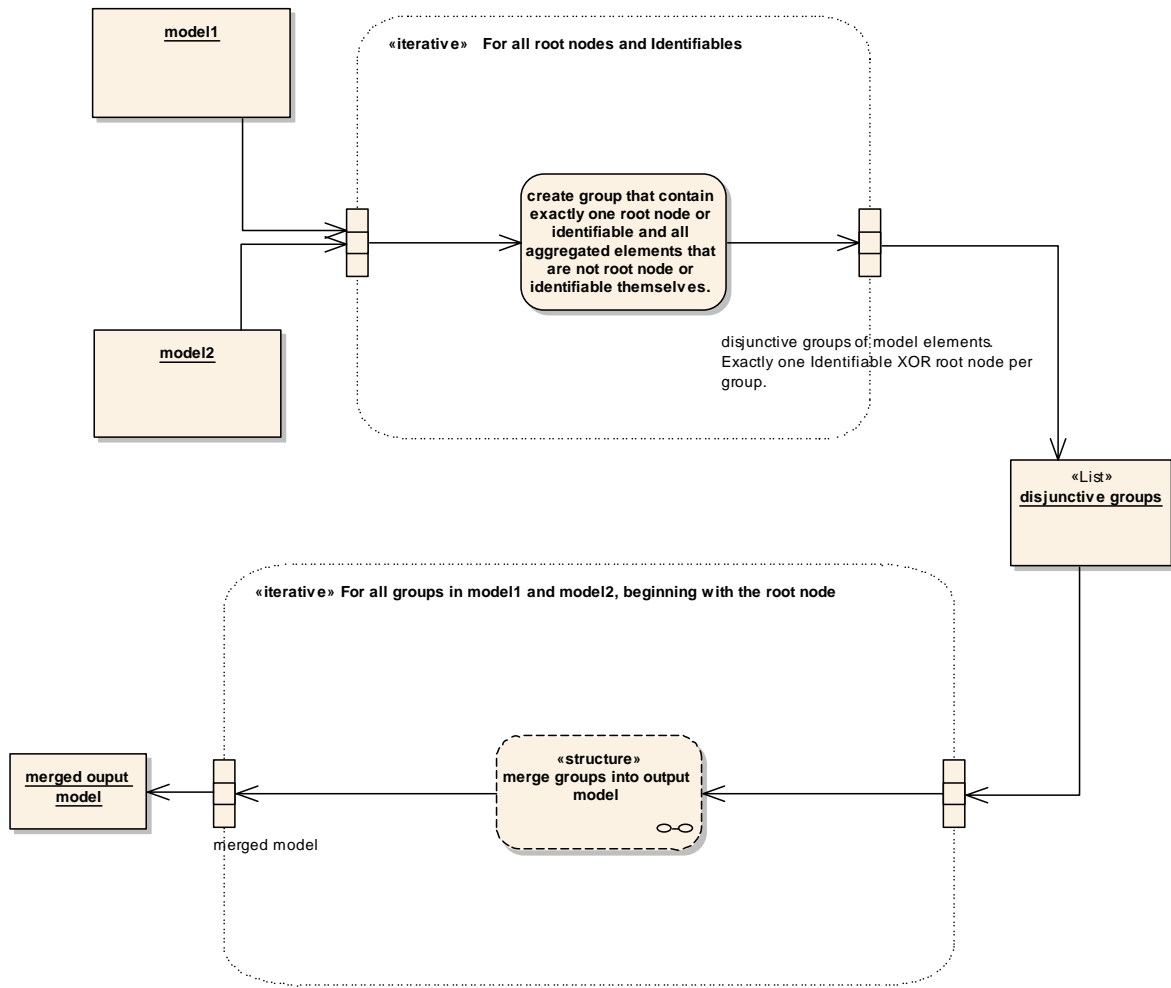 model1
«iterative» For all root nodes and Identifiables
create group that contain
exactly one root node or
identifiable and all
aggregated elements that
are not root node or
identifiable themselves.
model2
disjunctive groups of model elements.
Exactly one Identifiable XOR root node per
group.
«List»
disjunctive groups
«iterative» For all groups in model1 and model2, beginning with the root node
«structure»
merge groups into output
model
merged ouput
model
merged model